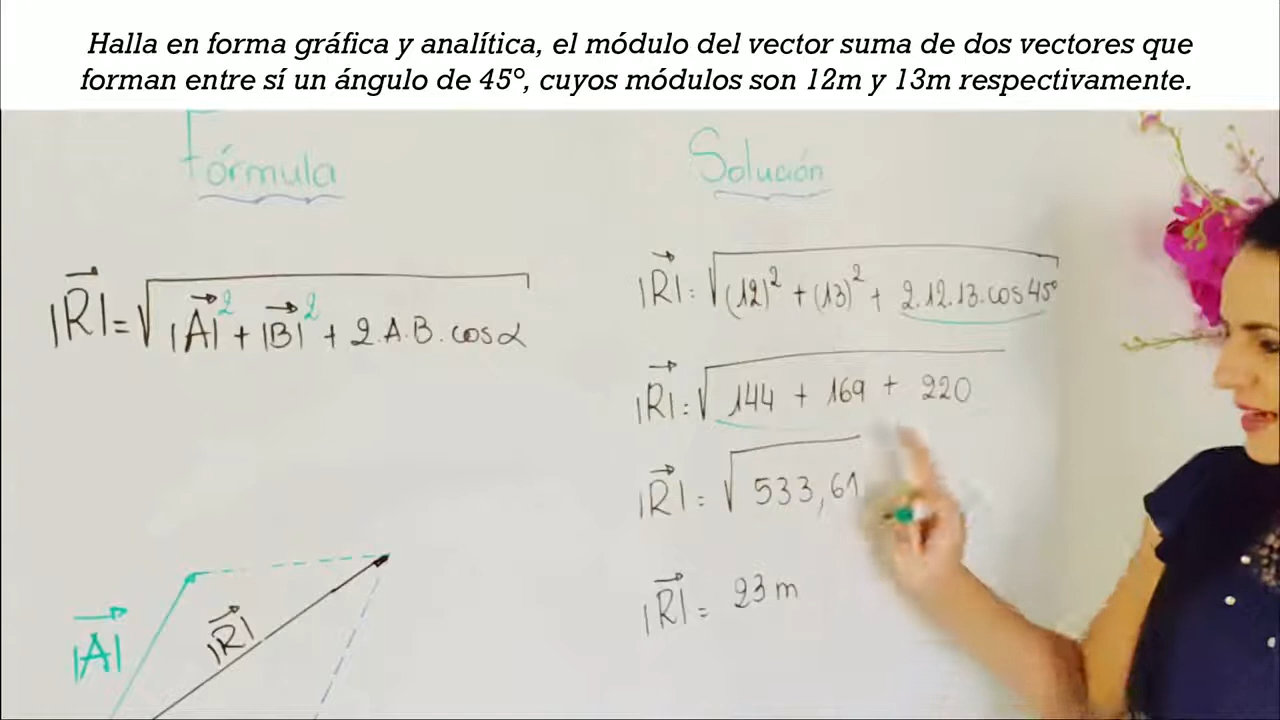 Halla en forma gráfica y analítica, el módulo del vector suma de dos vectores que
forman entre sí un ángulo de 45°, cuyos módulos son 12m y 13m respectivamente.
Fórmula
|R⃗|=√|A⃗|² + |B⃗|² + 2.A.B. cosα
|A⃗|
|R⃗|
Solución
|R⃗|: √(12)² + (13)² + 2.12.13.cos 45°
|R⃗|: √144 + 169 + 220
|R⃗| = √533,61
|R⃗| = 23 m